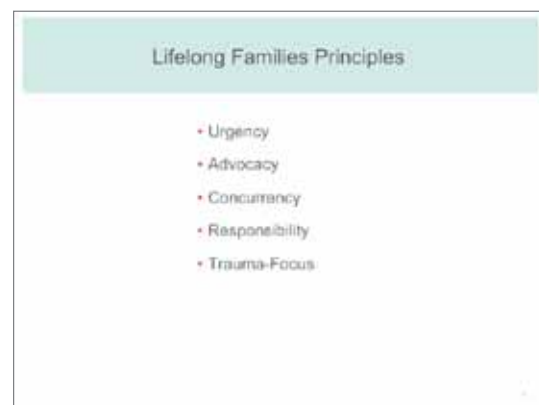 Lifelong Families Principles
• Urgency
• Advocacy
• Concurrency
• Responsibility
• Trauma-Focus